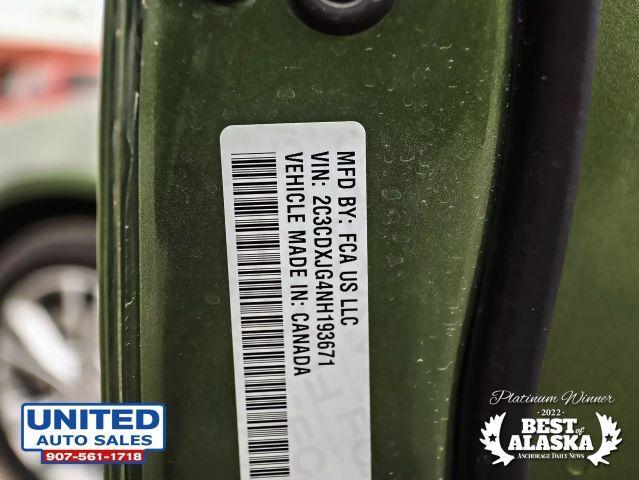 MFD BY: FCA US LLC
VIN: 2C3CDXJG4NH193671
VEHICLE MADE IN: CANADA
UNITED
AUTO SALES
907-561-1718
Platinum Winner
2022
BEST of
ALASKA
ANCHORAGE DAILY NEWS